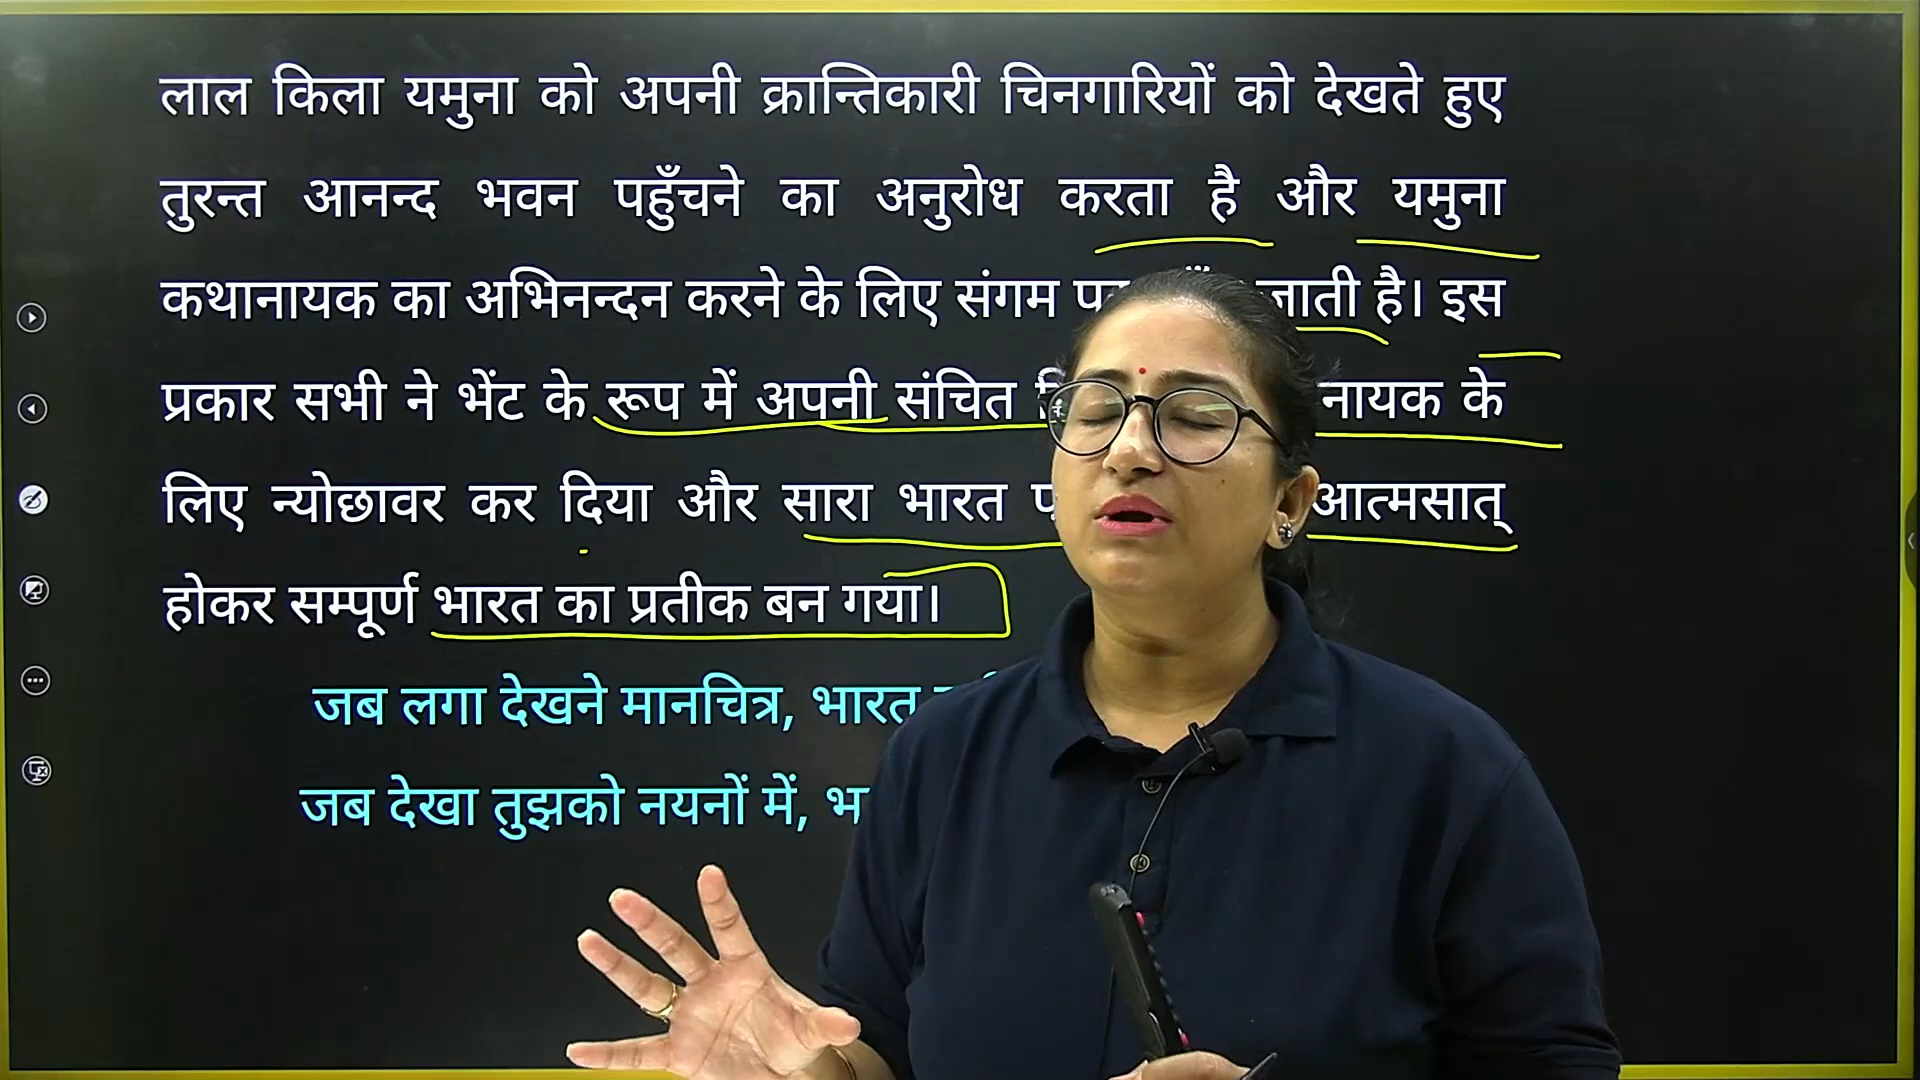 लाल किला यमुना को अपनी क्रान्तिकारी चिनगारियों को देखते हुए
तुरन्त आनन्द भवन पहुँचने का अनुरोध करता है और यमुना
कथानायक का अभिनन्दन करने के लिए संगम जाती है। इस
प्रकार सभी ने भेंट के रूप में अपनी संचित नायक के
लिए न्योछावर कर दिया और सारा भारत आत्मसात्
होकर सम्पूर्ण भारत का प्रतीक बन गया।
जब लगा देखने मानचित्र, भारत
जब देखा तुझको नयनों में,